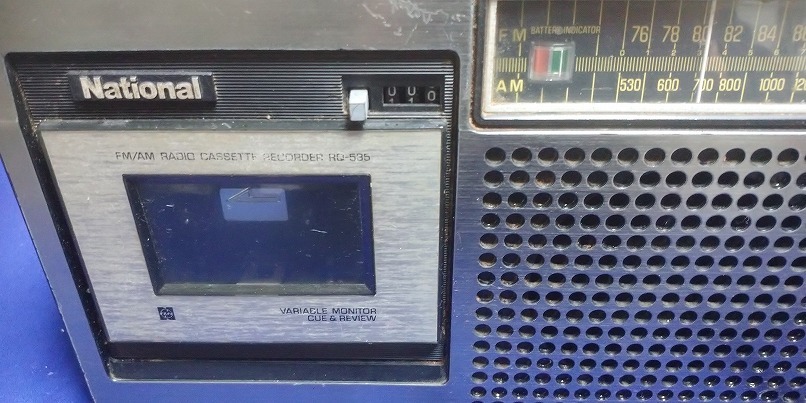 National
FM/AM RADIO CASSETTE RECORDER RQ-535
VARIABLE MONITOR
CUE & REVIEW
BATTERY INDICATOR
FM 76 78 80 82 84
AM 530 600 700 800 1000